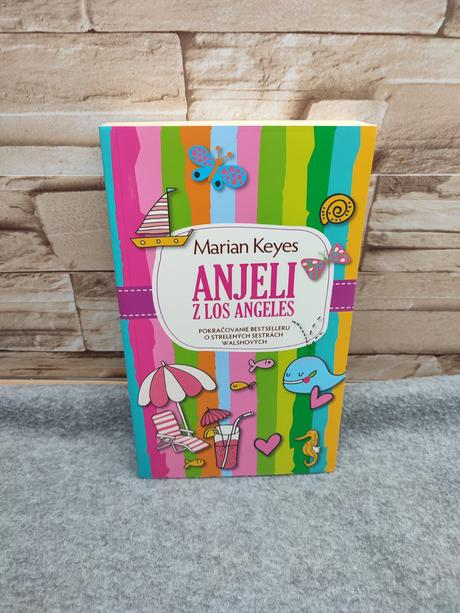 Marian Keyes
ANJELI
Z LOS ANGELES
POKRAČOVANIE BESTSELLERU
O STRELENÝCH SESTRÁCH
WALSHOVÝCH